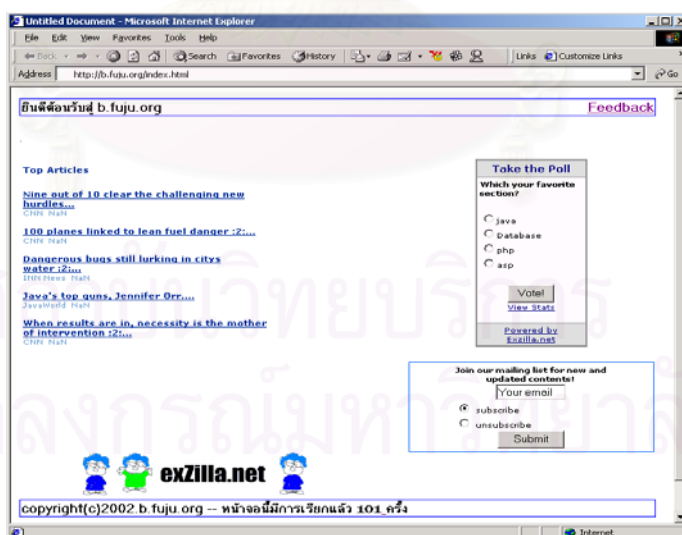 Untitled Document - Microsoft Internet Explorer
File Edit View Favorites Tools Help
Back Search Favorites History Links Customize Links
Address http://b.fuju.org/index.html Go
ยินดีต้อนรับสู่ b.fuju.org Feedback
Top Articles
Nine out of 10 clear the challenging new
hurdles...
CNN NaN
100 planes linked to lean fuel danger :2:...
CNN NaN
Dangerous bugs still lurking in citys
water :2:...
INN News NaN
Java's top guns, Jennifer Orr....
JavaWorld NaN
When results are in, necessity is the mother
of intervention :2:...
CNN NaN
Take the Poll
Which your favorite
section?
java
Database
php
asp
Vote!
View Stats
Powered by
Exzilla.net
Join our mailing list for new and
updated contents!
Your email
subscribe
unsubscribe
Submit
exZilla.net
copyright(c)2002.b.fuju.org -- หน้าจอนี้มีการเรียกแล้ว 101_ครั้ง
Internet